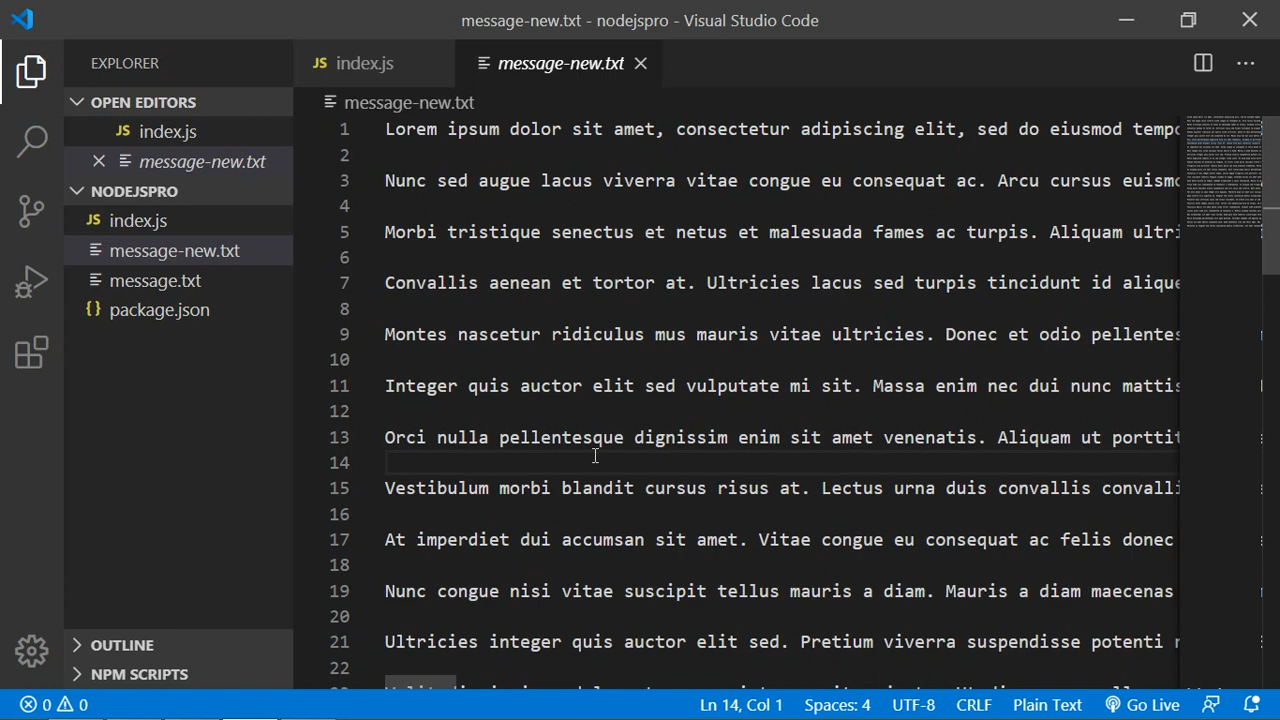 message-new.txt - nodejspro - Visual Studio Code
EXPLORER
OPEN EDITORS
JS index.js
message-new.txt
NODEJSPRO
JS index.js
message-new.txt
message.txt
{} package.json
OUTLINE
NPM SCRIPTS
JS index.js
message-new.txt
message-new.txt
1 Lorem ipsum dolor sit amet, consectetur adipiscing elit, sed do eiusmod tempo
2
3 Nunc sed augue lacus viverra vitae congue eu consequat ac. Arcu cursus euismo
4
5 Morbi tristique senectus et netus et malesuada fames ac turpis. Aliquam ultri
6
7 Convallis aenean et tortor at. Ultricies lacus sed turpis tincidunt id alique
8
9 Montes nascetur ridiculus mus mauris vitae ultricies. Donec et odio pellentes
10
11 Integer quis auctor elit sed vulputate mi sit. Massa enim nec dui nunc mattis
12
13 Orci nulla pellentesque dignissim enim sit amet venenatis. Aliquam ut porttit
14
15 Vestibulum morbi blandit cursus risus at. Lectus urna duis convallis convalli
16
17 At imperdiet dui accumsan sit amet. Vitae congue eu consequat ac felis donec
18
19 Nunc congue nisi vitae suscipit tellus mauris a diam. Mauris a diam maecenas
20
21 Ultricies integer quis auctor elit sed. Pretium viverra suspendisse potenti
22
0 0 Ln 14, Col 1 Spaces: 4 UTF-8 CRLF Plain Text Go Live